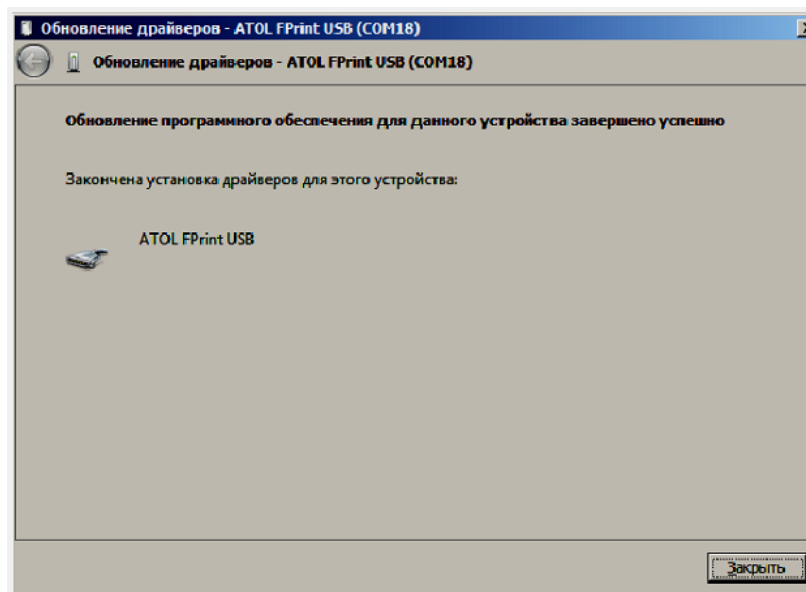 Обновление драйверов - ATOL FPrint USB (COM18)
Обновление драйверов - ATOL FPrint USB (COM18)
Обновление программного обеспечения для данного устройства завершено успешно
Закончена установка драйверов для этого устройства:
ATOL FPrint USB
Закрыть